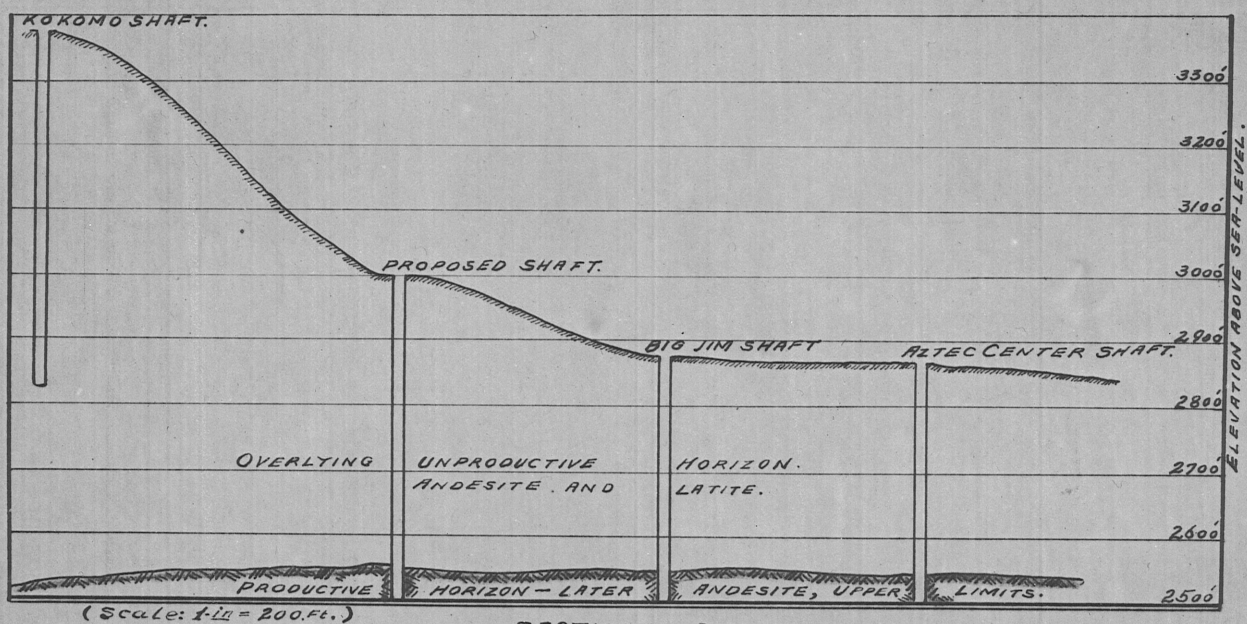 KOKOMO SHAFT.
3300'
3200'
3100'
PROPOSED SHAFT.
3000'
BIG JIM SHAFT
2900'
AZTEC CENTER SHAFT.
2800'
OVERLYING UNPRODUCTIVE HORIZON.
2700'
ANDESITE. AND LATITE.
2600'
PRODUCTIVE HORIZON — LATER ANDESITE, UPPER LIMITS.
2500'
ELEVATION ABOVE SEA-LEVEL.
(Scale: 1-in = 200.Ft.)